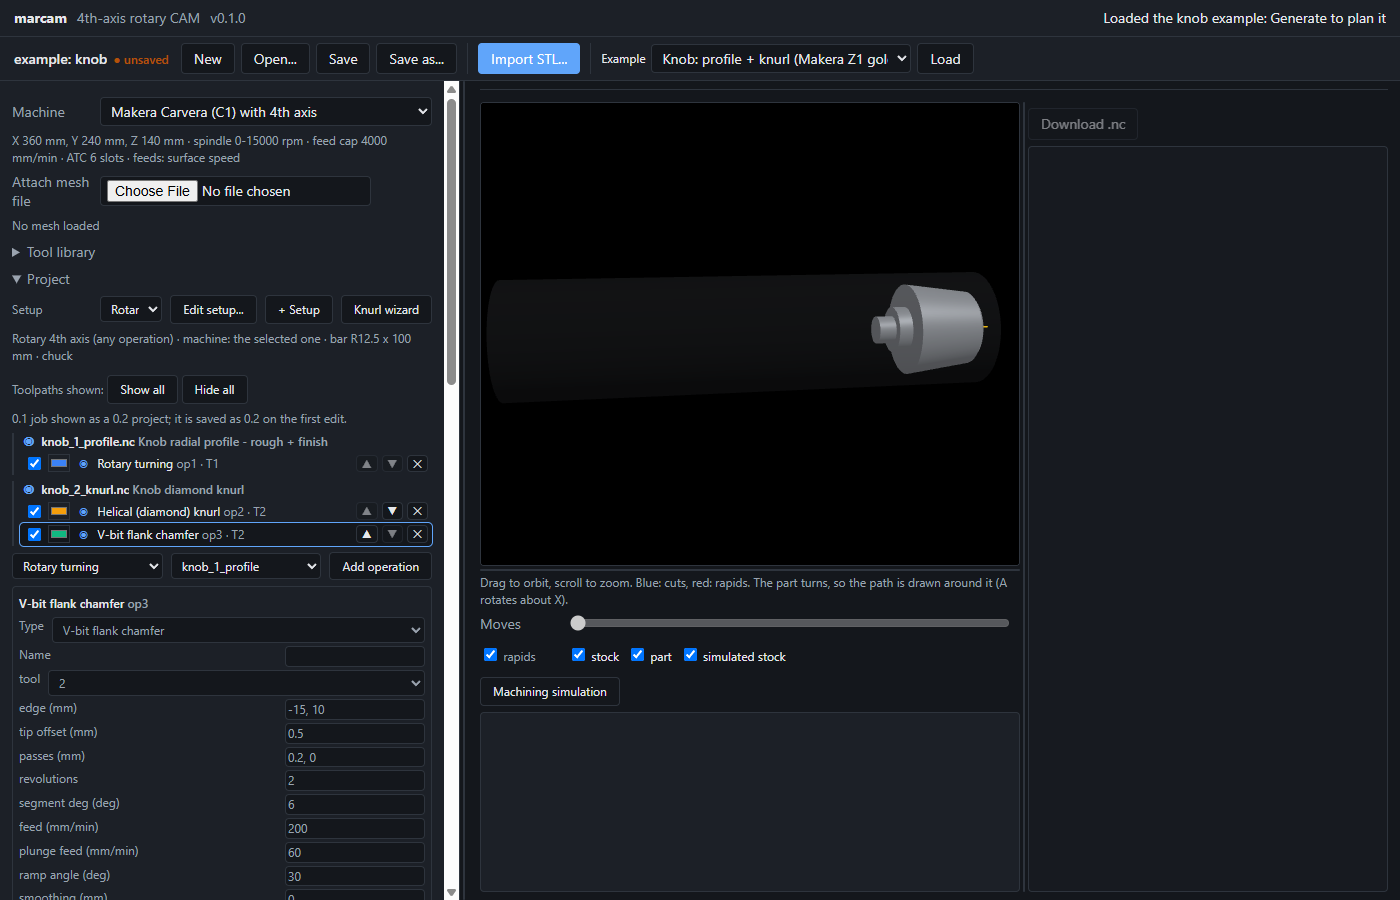 marcam 4th-axis rotary CAM v0.1.0
Loaded the knob example: Generate to plan it
example: knob • unsaved New Open... Save Save as... Import STL... Example Knob: profile + knurl (Makera Z1 gol Load
Machine Makera Carvera (C1) with 4th axis
X 360 mm, Y 240 mm, Z 140 mm · spindle 0-15000 rpm · feed cap 4000
mm/min · ATC 6 slots · feeds: surface speed
Attach mesh
file
Choose File No file chosen
No mesh loaded
Tool library
Project
Setup Rotar Edit setup... + Setup Knurl wizard
Rotary 4th axis (any operation) · machine: the selected one · bar R12.5 x 100
mm · chuck
Toolpaths shown: Show all Hide all
0.1 job shown as a 0.2 project; it is saved as 0.2 on the first edit.
knob_1_profile.nc Knob radial profile - rough + finish
Rotary turning op1 · T1
knob_2_knurl.nc Knob diamond knurl
Helical (diamond) knurl op2 · T2
V-bit flank chamfer op3 · T2
Rotary turning knob_1_profile Add operation
V-bit flank chamfer op3
Type V-bit flank chamfer
Name
tool 2
edge (mm) -15, 10
tip offset (mm) 0.5
passes (mm) 0.2, 0
revolutions 2
segment deg (deg) 6
feed (mm/min) 200
plunge feed (mm/min) 60
ramp angle (deg) 30
smoothing (mm) 0
Drag to orbit, scroll to zoom. Blue: cuts, red: rapids. The part turns, so the path is drawn around it (A
rotates about X).
Moves
rapids stock part simulated stock
Machining simulation
Download .nc